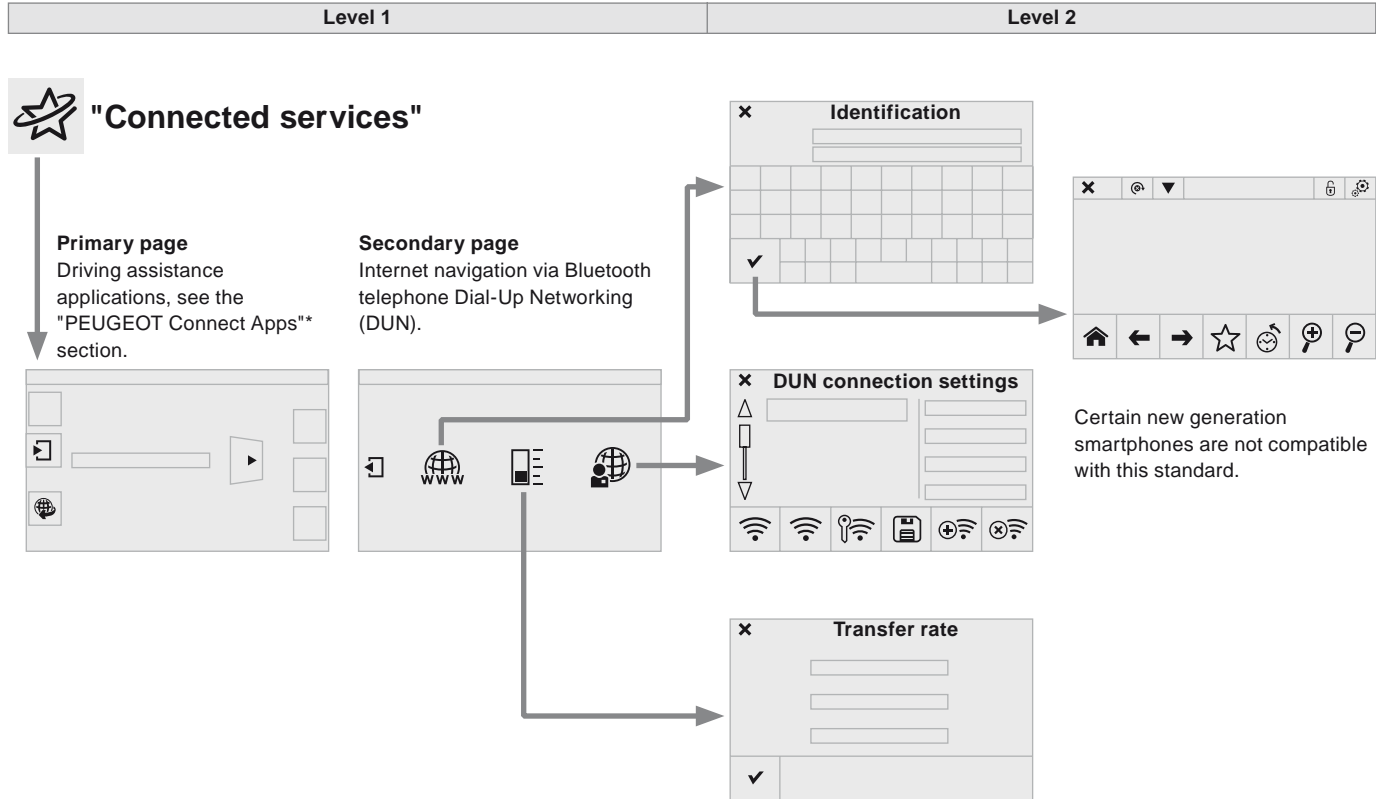 Level 1
Level 2
"Connected services"
Primary page
Driving assistance
applications, see the
"PEUGEOT Connect Apps"*
section.
Secondary page
Internet navigation via Bluetooth
telephone Dial-Up Networking
(DUN).
www
Identification
DUN connection settings
Certain new generation
smartphones are not compatible
with this standard.
Transfer rate